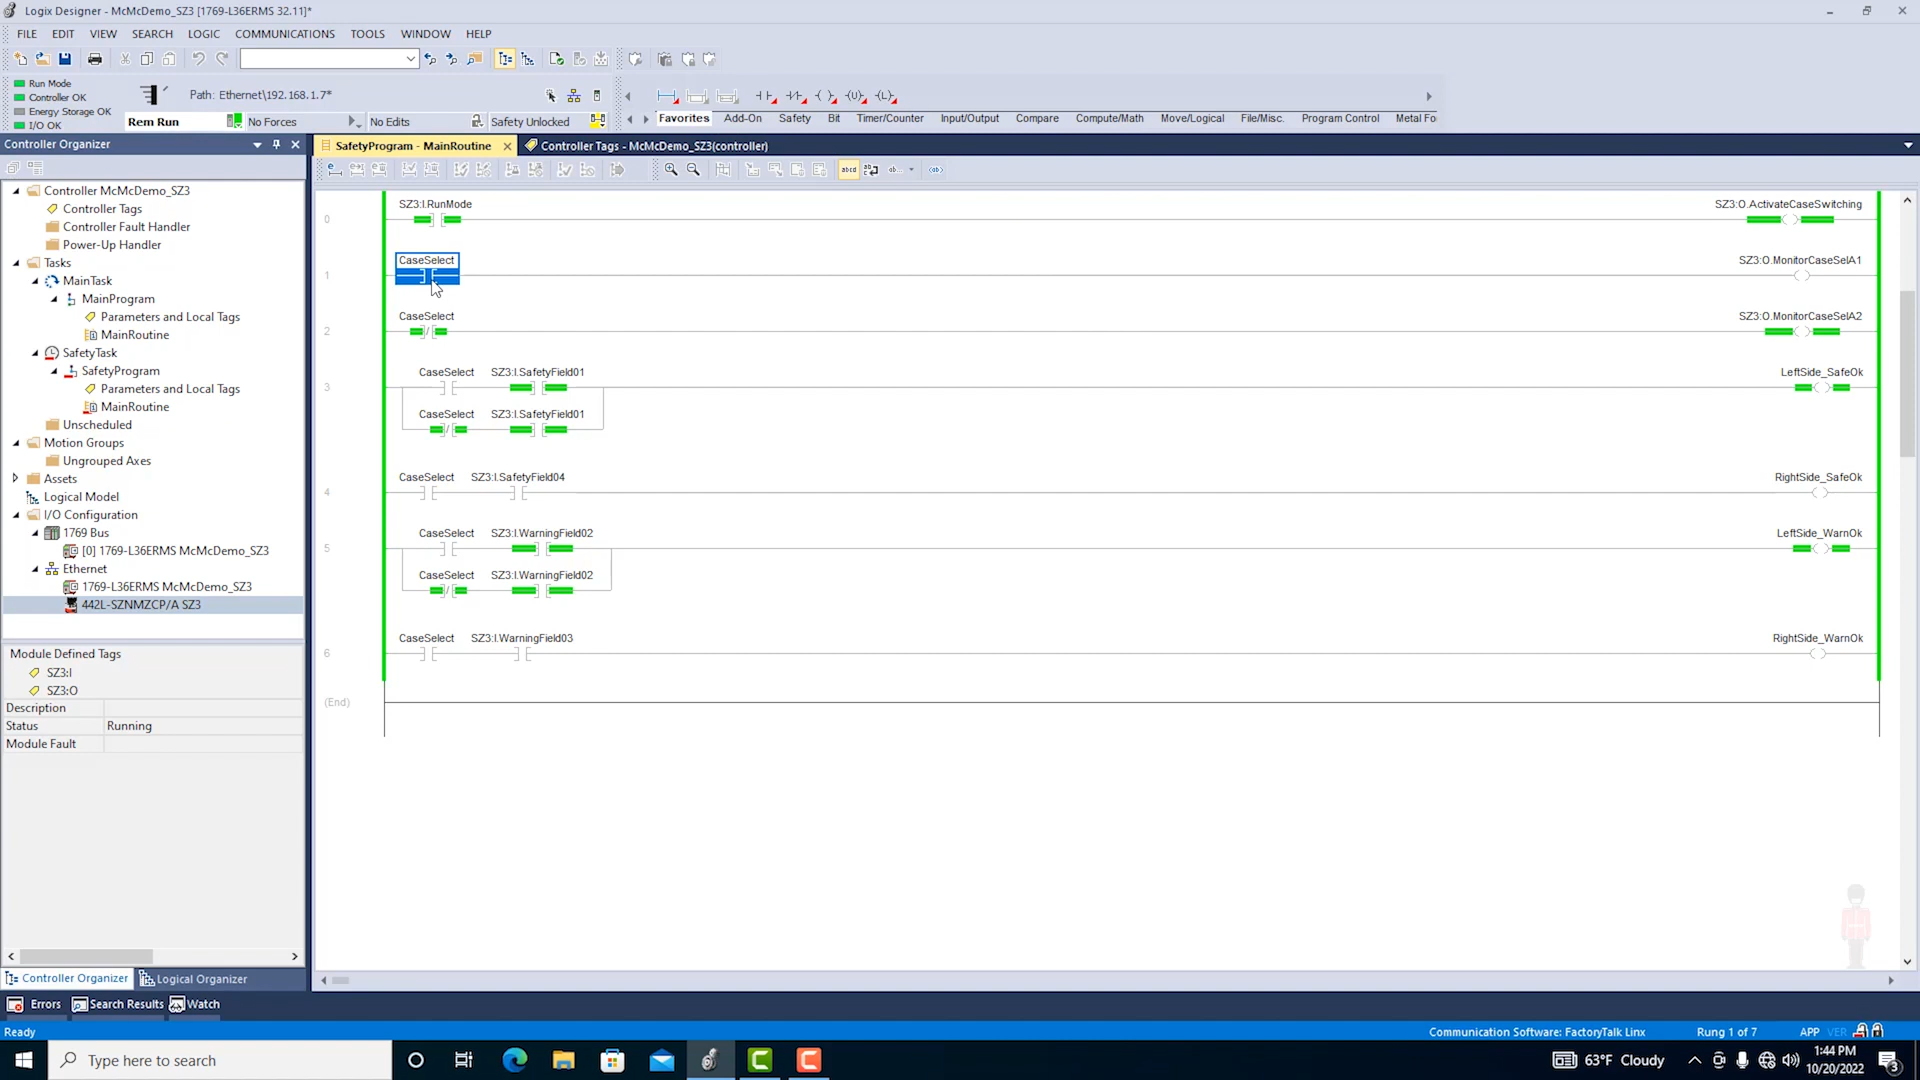 Logix Designer - McMcDemo_SZ3 [1769-L36ERMS 32.11]*
FILE EDIT VIEW SEARCH LOGIC COMMUNICATIONS TOOLS WINDOW HELP
Run Mode
Controller OK
Energy Storage OK
I/O OK
Path: Ethernet\192.168.1.7*
Rem Run No Forces No Edits Safety Unlocked
Favorites Add-On Safety Bit Timer/Counter Input/Output Compare Compute/Math Move/Logical File/Misc. Program Control Metal Fo
Controller Organizer
SafetyProgram - MainRoutine
Controller Tags - McMcDemo_SZ3(controller)
Controller McMcDemo_SZ3
Controller Tags
Controller Fault Handler
Power-Up Handler
Tasks
MainTask
MainProgram
Parameters and Local Tags
MainRoutine
SafetyTask
SafetyProgram
Parameters and Local Tags
MainRoutine
Unscheduled
Motion Groups
Ungrouped Axes
Assets
Logical Model
I/O Configuration
1769 Bus
[0] 1769-L36ERMS McMcDemo_SZ3
Ethernet
1769-L36ERMS McMcDemo_SZ3
442L-SZNMZCP/A SZ3
Module Defined Tags
SZ3:I
SZ3:O
Description
Status Running
Module Fault
Controller Organizer Logical Organizer
SZ3:I.RunMode SZ3:O.ActivateCaseSwitching
0
CaseSelect SZ3:O.MonitorCaseSelA1
1
CaseSelect SZ3:O.MonitorCaseSelA2
2
CaseSelect SZ3:I.SafetyField01 LeftSide_SafeOk
3
CaseSelect SZ3:I.SafetyField01
CaseSelect SZ3:I.SafetyField04 RightSide_SafeOk
4
CaseSelect SZ3:I.WarningField02 LeftSide_WarnOk
5
CaseSelect SZ3:I.WarningField02
CaseSelect SZ3:I.WarningField03 RightSide_WarnOk
6
(End)
Errors Search Results Watch
Ready Communication Software: FactoryTalk Linx Rung 1 of 7 APP VER
Type here to search
63°F Cloudy
1:44 PM
10/20/2022
3